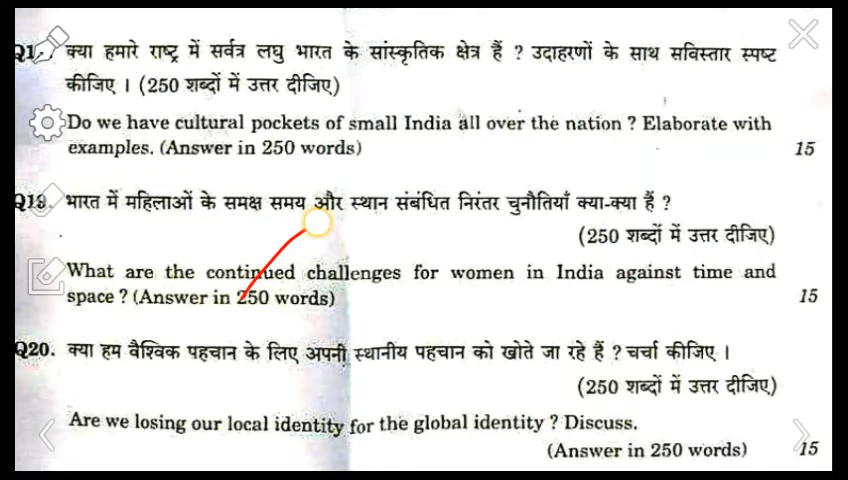 Q1. क्या हमारे राष्ट्र में सर्वत्र लघु भारत के सांस्कृतिक क्षेत्र हैं ? उदाहरणों के साथ सविस्तार स्पष्ट
कीजिए । (250 शब्दों में उत्तर दीजिए)
Do we have cultural pockets of small India all over the nation ? Elaborate with
examples. (Answer in 250 words) 15
Q19. भारत में महिलाओं के समक्ष समय और स्थान संबंधित निरंतर चुनौतियाँ क्या-क्या हैं ?
(250 शब्दों में उत्तर दीजिए)
What are the continued challenges for women in India against time and
space ? (Answer in 250 words) 15
Q20. क्या हम वैश्विक पहचान के लिए अपनी स्थानीय पहचान को खोते जा रहे हैं ? चर्चा कीजिए ।
(250 शब्दों में उत्तर दीजिए)
Are we losing our local identity for the global identity ? Discuss.
(Answer in 250 words) 15